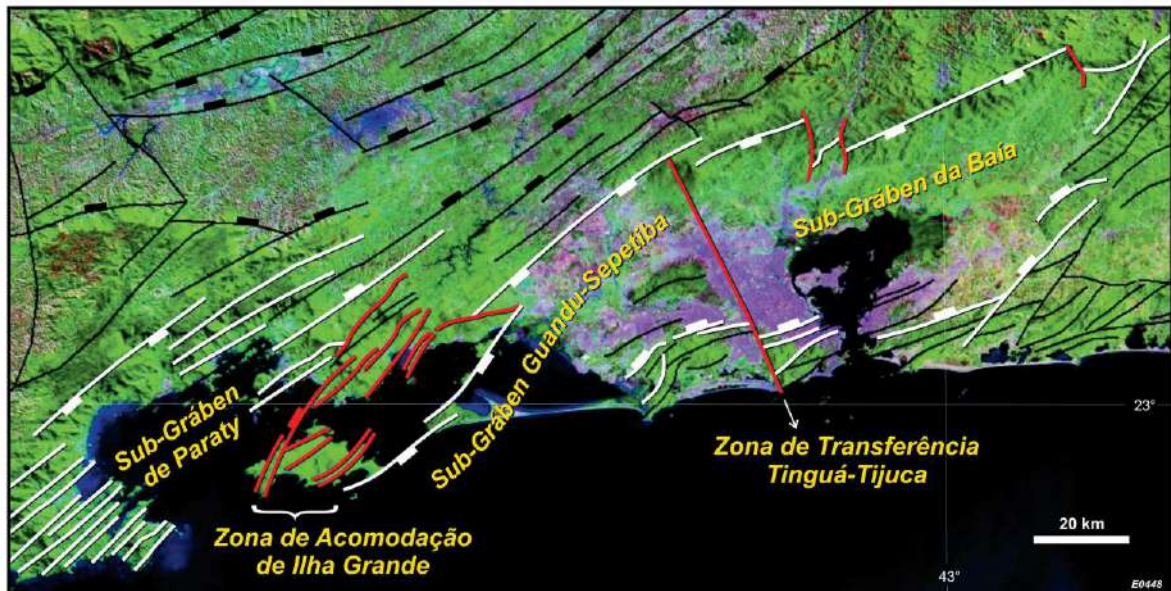 Sub-Gráben da Baía
Sub-Gráben Guandu-Sepetiba
Sub-Gráben
de Paraty
23°
Zona de Transferência
Tinguá-Tijuca
Zona de Acomodação
de Ilha Grande
20 km
43°
E0448